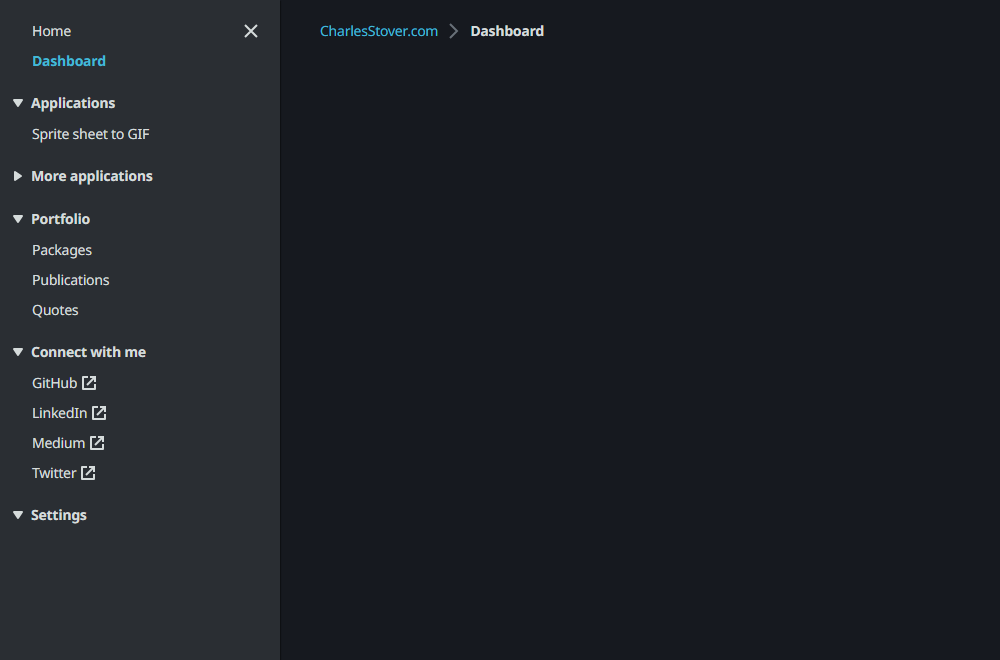 Home
Dashboard
Applications
Sprite sheet to GIF
More applications
Portfolio
Packages
Publications
Quotes
Connect with me
GitHub
LinkedIn
Medium
Twitter
Settings
CharlesStover.com > Dashboard